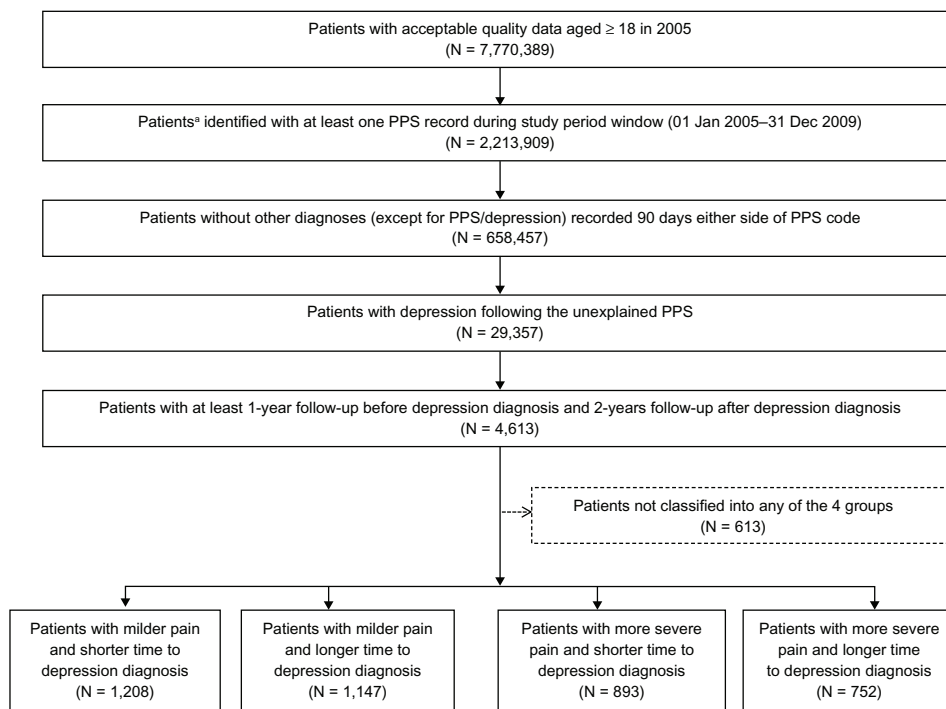 Patients with acceptable quality data aged ≥ 18 in 2005
(N = 7,770,389)
Patientsᵃ identified with at least one PPS record during study period window (01 Jan 2005–31 Dec 2009)
(N = 2,213,909)
Patients without other diagnoses (except for PPS/depression) recorded 90 days either side of PPS code
(N = 658,457)
Patients with depression following the unexplained PPS
(N = 29,357)
Patients with at least 1-year follow-up before depression diagnosis and 2-years follow-up after depression diagnosis
(N = 4,613)
Patients not classified into any of the 4 groups
(N = 613)
Patients with milder pain
and shorter time to
depression diagnosis
(N = 1,208)
Patients with milder pain
and longer time to
depression diagnosis
(N = 1,147)
Patients with more severe
pain and shorter time to
depression diagnosis
(N = 893)
Patients with more severe
pain and longer time
to depression diagnosis
(N = 752)